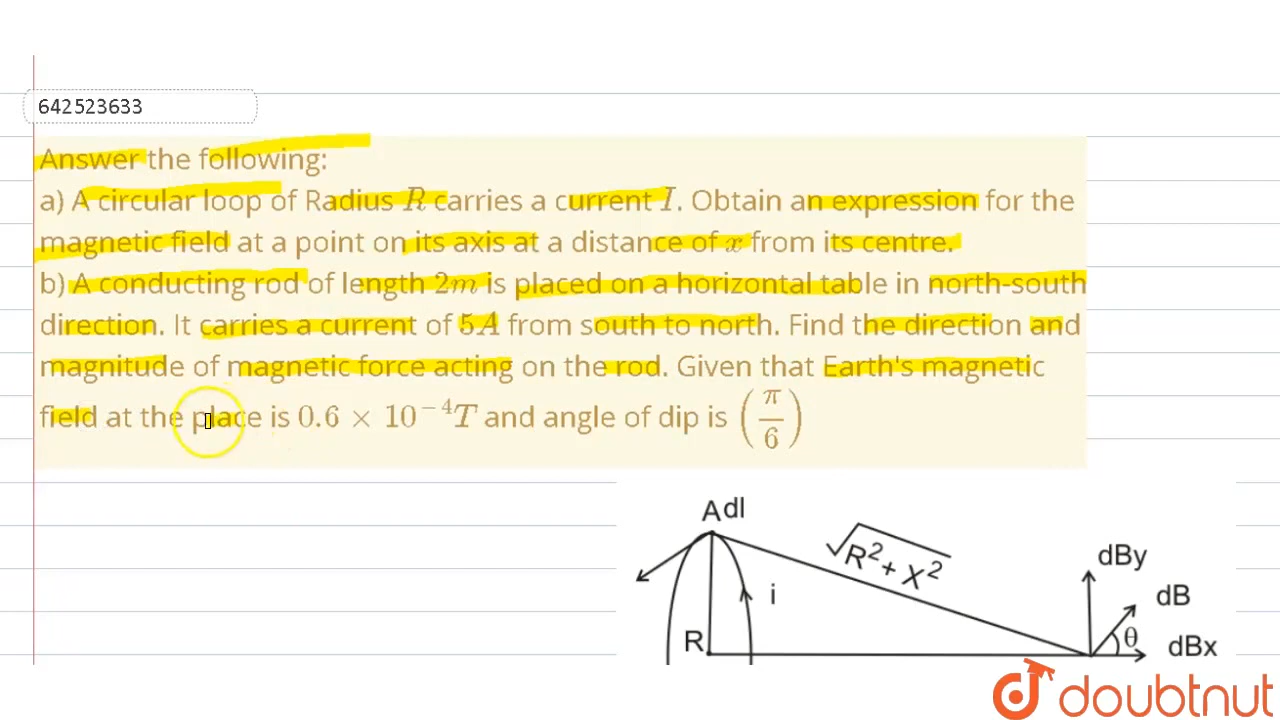 642523633
Answer the following:
a) A circular loop of Radius R carries a current I. Obtain an expression for the
magnetic field at a point on its axis at a distance of x from its centre.
b) A conducting rod of length 2m is placed on a horizontal table in north-south
direction. It carries a current of 5A from south to north. Find the direction and
magnitude of magnetic force acting on the rod. Given that Earth's magnetic
field at the place is 0.6 × 10⁻⁴T and angle of dip is (π/6)
A dl
√R²+ X²
dBy
i
dB
R
θ
dBx
doubtnut